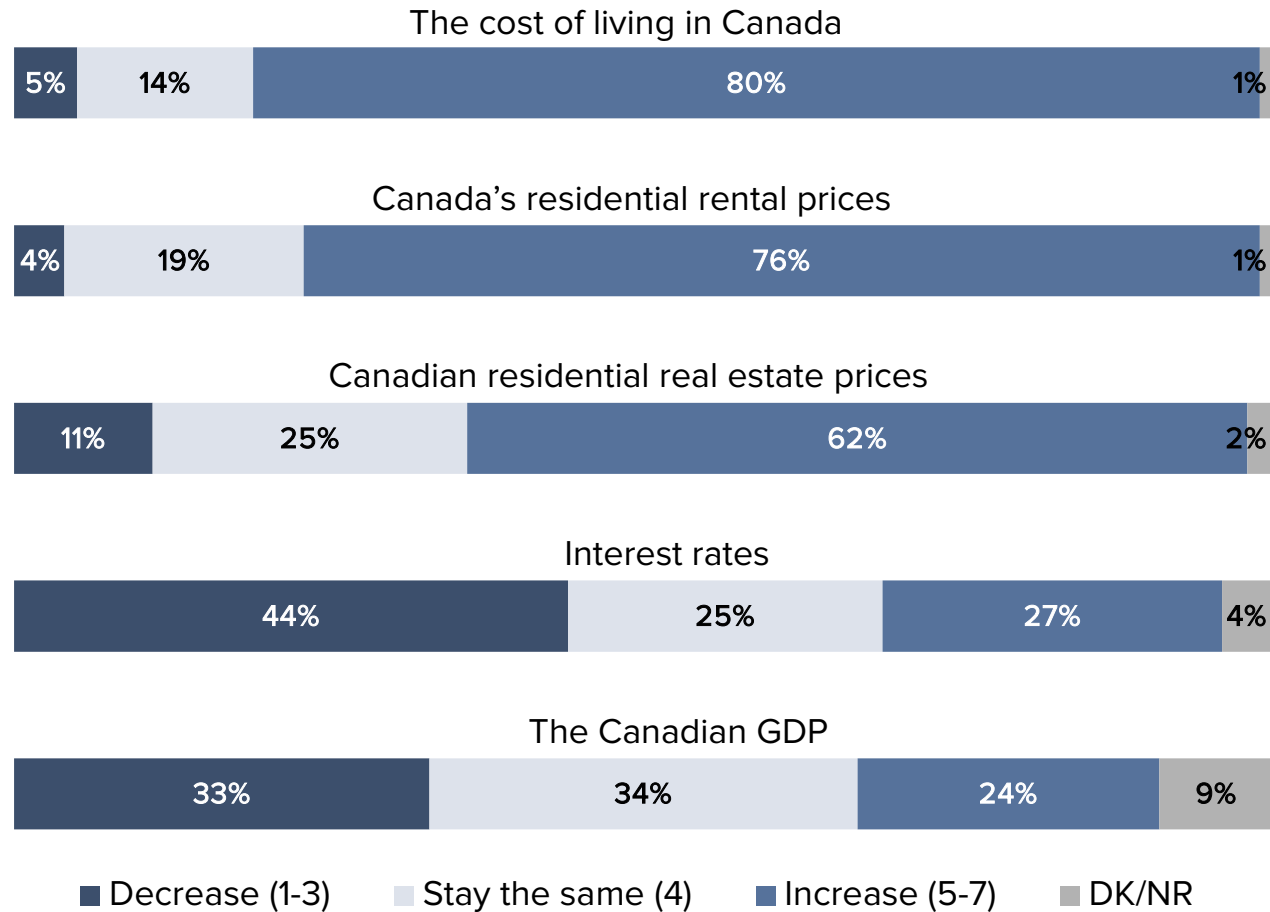 The cost of living in Canada
5% 14% 80% 1%
Canada’s residential rental prices
4% 19% 76% 1%
Canadian residential real estate prices
11% 25% 62% 2%
Interest rates
44% 25% 27% 4%
The Canadian GDP
33% 34% 24% 9%
Decrease (1-3) Stay the same (4) Increase (5-7) DK/NR